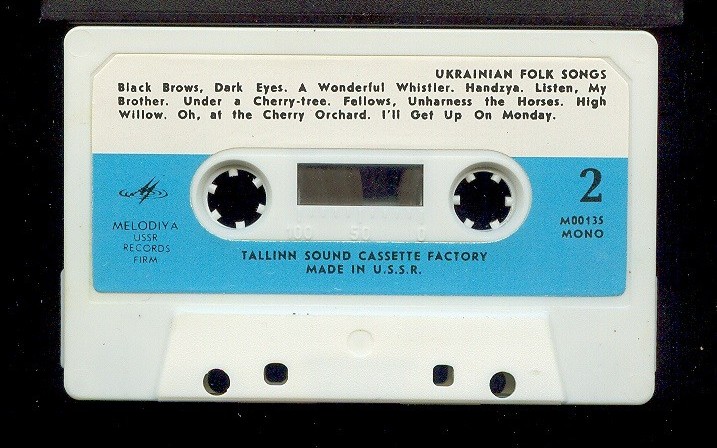 UKRAINIAN FOLK SONGS
Black Brows, Dark Eyes. A Wonderful Whistler. Handzya. Listen, My
Brother. Under a Cherry-tree. Fellows, Unharness the Horses. High
Willow. Oh, at the Cherry Orchard. I'll Get Up On Monday.
2
M00135
MONO
MELODIYA
USSR
RECORDS
FIRM
100 50 0
TALLINN SOUND CASSETTE FACTORY
MADE IN U.S.S.R.